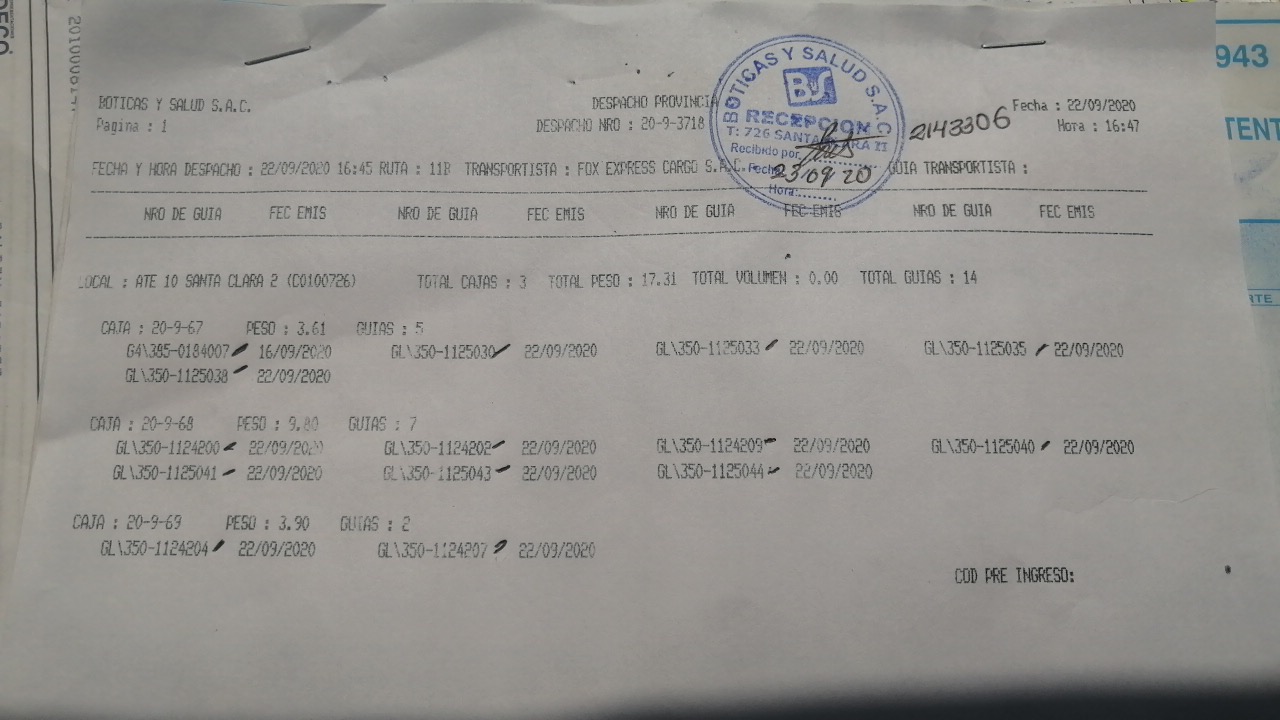 BOTICAS Y SALUD S.A.C.
Pagina : 1
DESPACHO PROVINCIA
DESPACHO NRO : 20-9-3718
Fecha : 22/09/2020
Hora : 16:47
BOTICAS Y SALUD S.A.C
BS
RECEPCION
T: 726 SANTA CLARA II
Recibido por
Fecha
23/09/20
Hora:
2143306
FECHA Y HORA DESPACHO : 22/09/2020 16:45 RUTA : 11B TRANSPORTISTA : FOX EXPRESS CARGO S.A.C. GUIA TRANSPORTISTA :
NRO DE GUIA FEC EMIS NRO DE GUIA FEC EMIS NRO DE GUIA FEC EMIS NRO DE GUIA FEC EMIS
LOCAL : ATE 10 SANTA CLARA 2 (C0100726) TOTAL CAJAS : 3 TOTAL PESO : 17.31 TOTAL VOLUMEN : 0.00 TOTAL GUIAS : 14
CAJA : 20-9-67 PESO : 3.61 GUIAS : 5
G4\385-0184007 16/09/2020 GL\350-1125030 22/09/2020 GL\350-1125033 22/09/2020 GL\350-1125035 22/09/2020
GL\350-1125038 22/09/2020
CAJA : 20-9-68 PESO : 9.80 GUIAS : 7
GL\350-1124200 22/09/2020 GL\350-1124202 22/09/2020 GL\350-1124209 22/09/2020 GL\350-1125040 22/09/2020
GL\350-1125041 22/09/2020 GL\350-1125043 22/09/2020 GL\350-1125044 22/09/2020
CAJA : 20-9-69 PESO : 3.90 GUIAS : 2
GL\350-1124204 22/09/2020 GL\350-1124207 22/09/2020
COD PRE INGRESO:
943
TENT
RTE